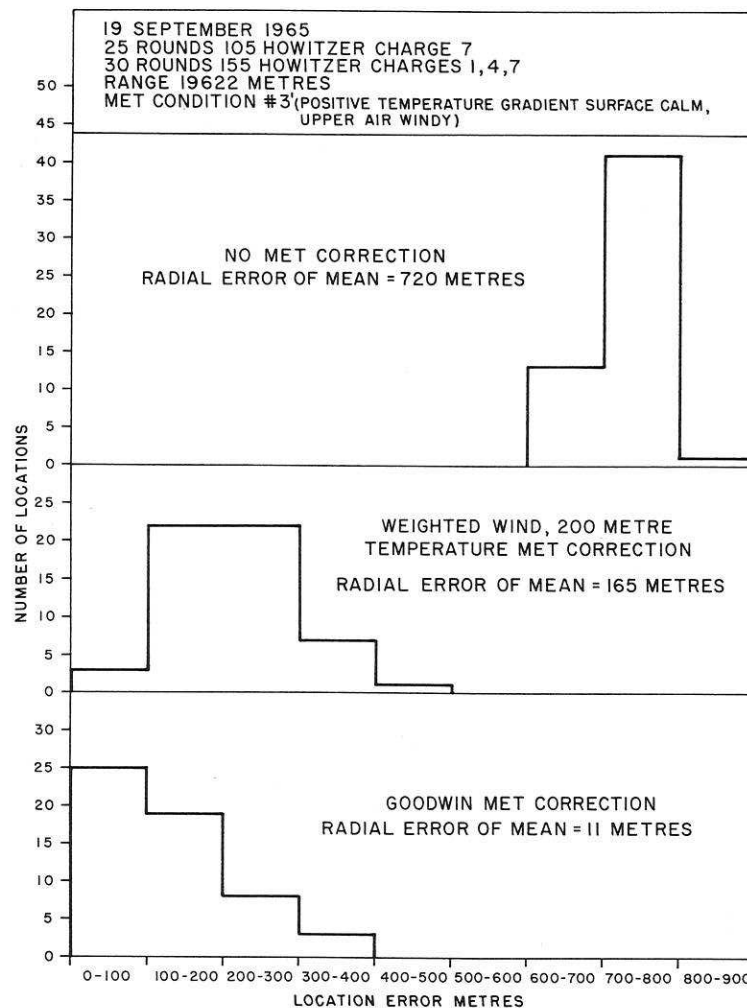 19 SEPTEMBER 1965
25 ROUNDS 105 HOWITZER CHARGE 7
30 ROUNDS 155 HOWITZER CHARGES 1,4,7
RANGE 19622 METRES
MET CONDITION #3'(POSITIVE TEMPERATURE GRADIENT SURFACE CALM,
UPPER AIR WINDY)
50
45
40
35
30
25
20
15
10
5
0
NO MET CORRECTION
RADIAL ERROR OF MEAN = 720 METRES
NUMBER OF LOCATIONS
25
20
15
10
5
0
WEIGHTED WIND, 200 METRE
TEMPERATURE MET CORRECTION
RADIAL ERROR OF MEAN = 165 METRES
30
25
20
15
10
5
0
GOODWIN MET CORRECTION
RADIAL ERROR OF MEAN = 11 METRES
0-100 100-200 200-300 300-400 400-500 500-600 600-700 700-800 800-900
LOCATION ERROR METRES